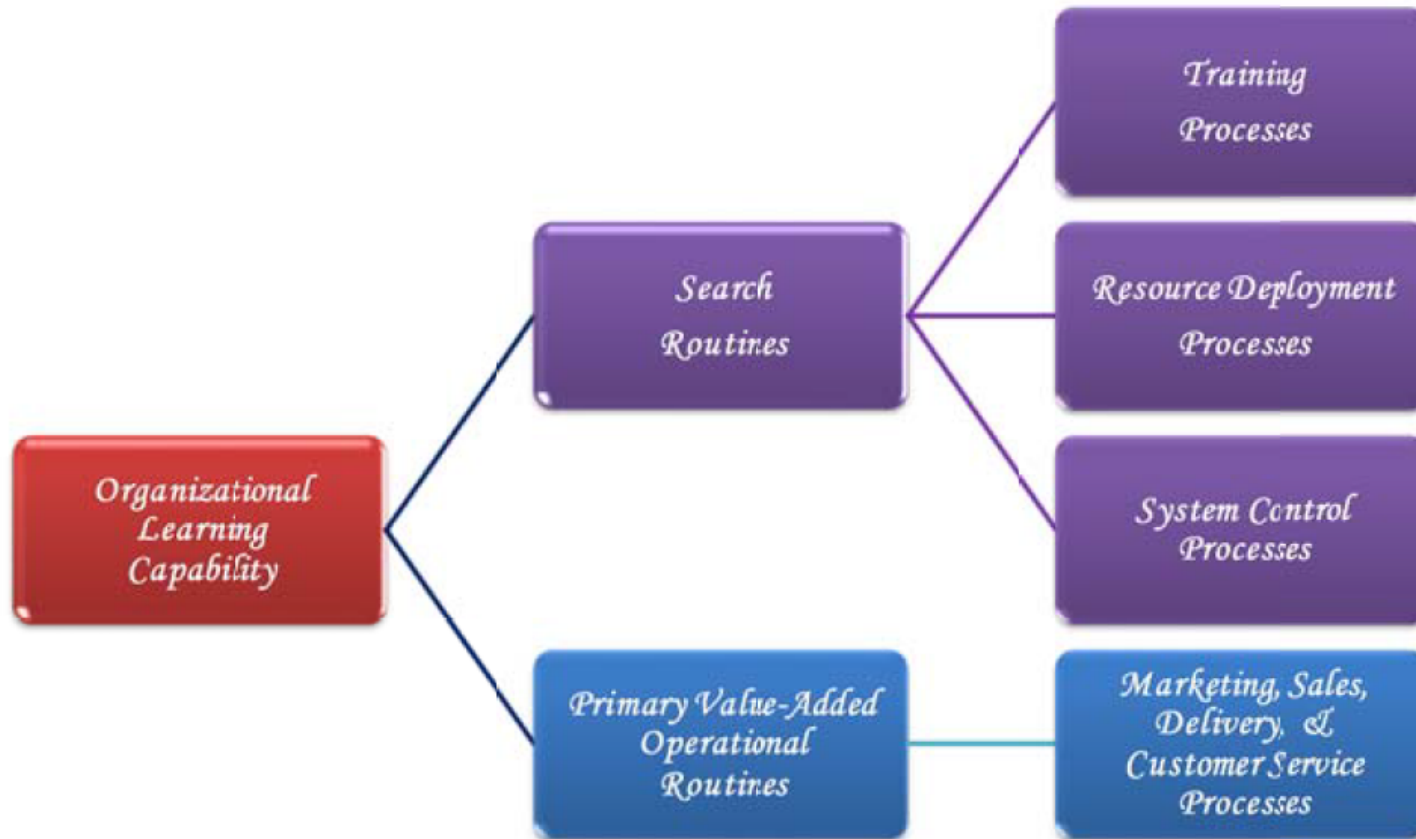 Training
Processes
Search
Routines
Resource Deployment
Processes
Organizational
Learning
Capability
System Control
Processes
Primary Value-Added
Operational
Routines
Marketing, Sales,
Delivery, &
Customer Service
Processes